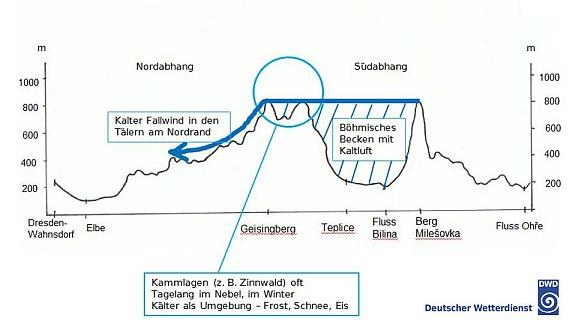 m
m
Nordabhang
Südabhang
1000
800
600
400
200
1000
800
600
400
200
Kalter Fallwind in den
Tälern am Nordrand
Böhmisches
Becken mit
Kaltluft
Dresden-
Wahnsdorf
Elbe
Geisingberg
Teplice
Fluss
Bilina
Berg
Milešovka
Fluss Ohře
Kammlagen (z. B. Zinnwald) oft
Tagelang im Nebel, im Winter
Kälter als Umgebung – Frost, Schnee, Eis
Deutscher Wetterdienst
DWD